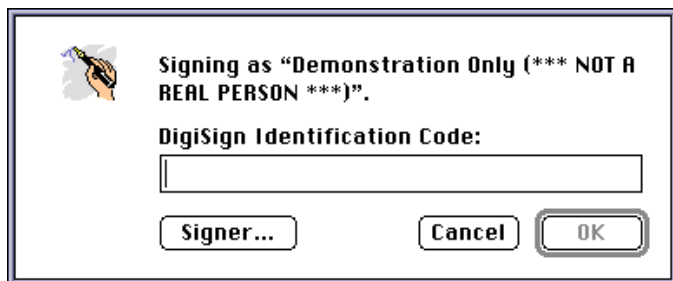 Signing as “Demonstration Only (*** NOT A
REAL PERSON ***)”.
DigiSign Identification Code:
Signer...
Cancel
OK